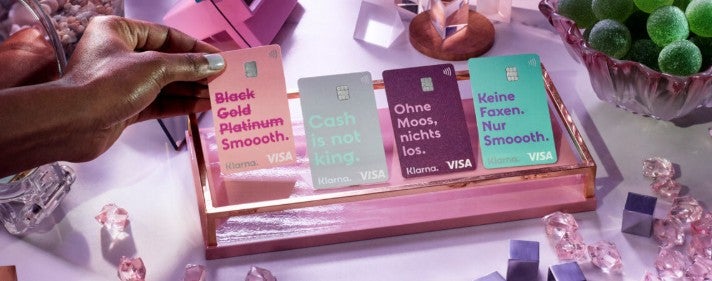 Black
Gold
Platinum
Smoooth.
Klarna.
VISA
Cash
is not
king.
Klarna.
VISA
Ohne
Moos,
nichts
los.
Klarna.
VISA
Keine
Faxen.
Nur
Smoooth.
Klarna.
VISA